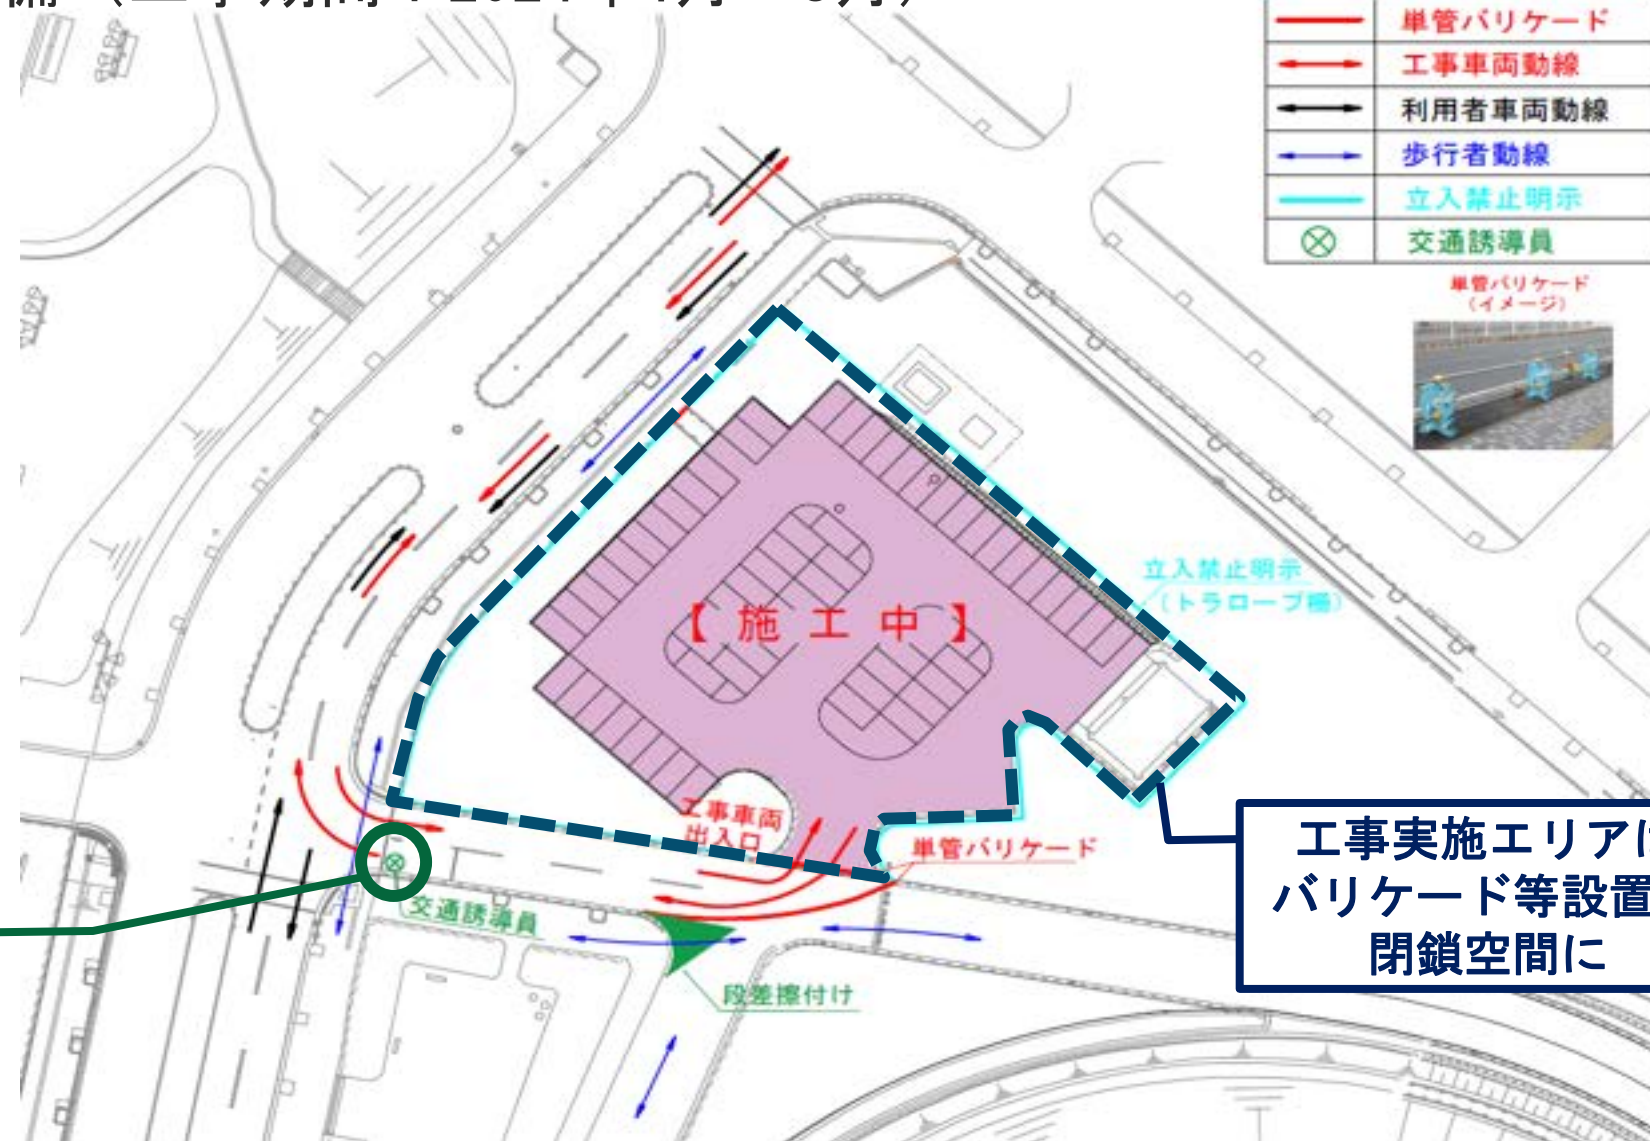 単管バリケード
工事車両動線
利用者車両動線
歩行者動線
立入禁止明示
交通誘導員
単管バリケード
(イメージ)
立入禁止明示
(トラロープ柵)
【施工中】
工事車両
出入口
単管バリケード
工事実施エリアに
バリケード等設置
閉鎖空間に
交通誘導員
段差擦付け